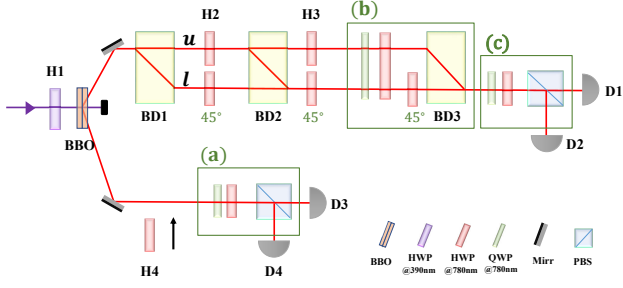 (b)
H2
H3
u
(c)
H1
l
D1
BD1
45°
BD2
45°
45°
BD3
BBO
D2
(a)
D3
H4
D4
BBO
HWP
@390nm
HWP
@780nm
QWP
@780nm
Mirr
PBS